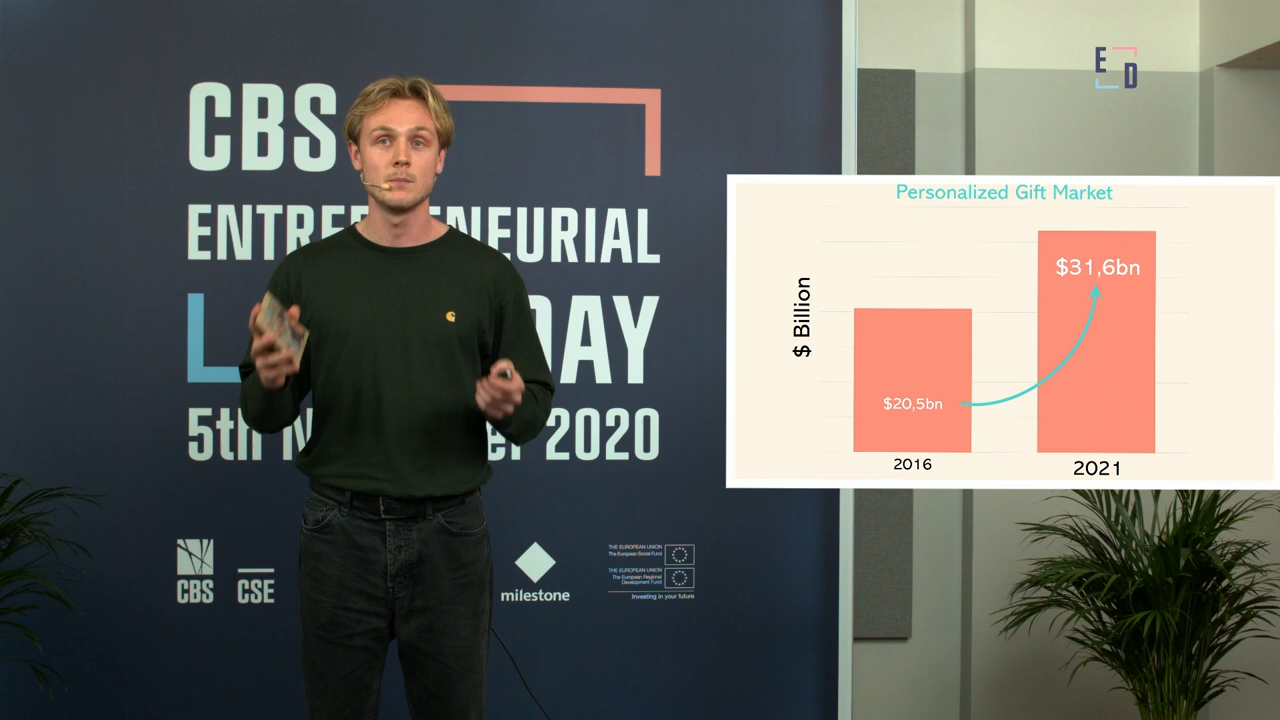 CBS
ENTRE NEURIAL
DAY
5th N er 2020
CBS
CSE
milestone
THE EUROPEAN UNION
The European Social Fund
THE EUROPEAN UNION
The European Regional
Development Fund
Investing in your future
E
D
Personalized Gift Market
$ Billion
$31,6bn
$20,5bn
2016
2021